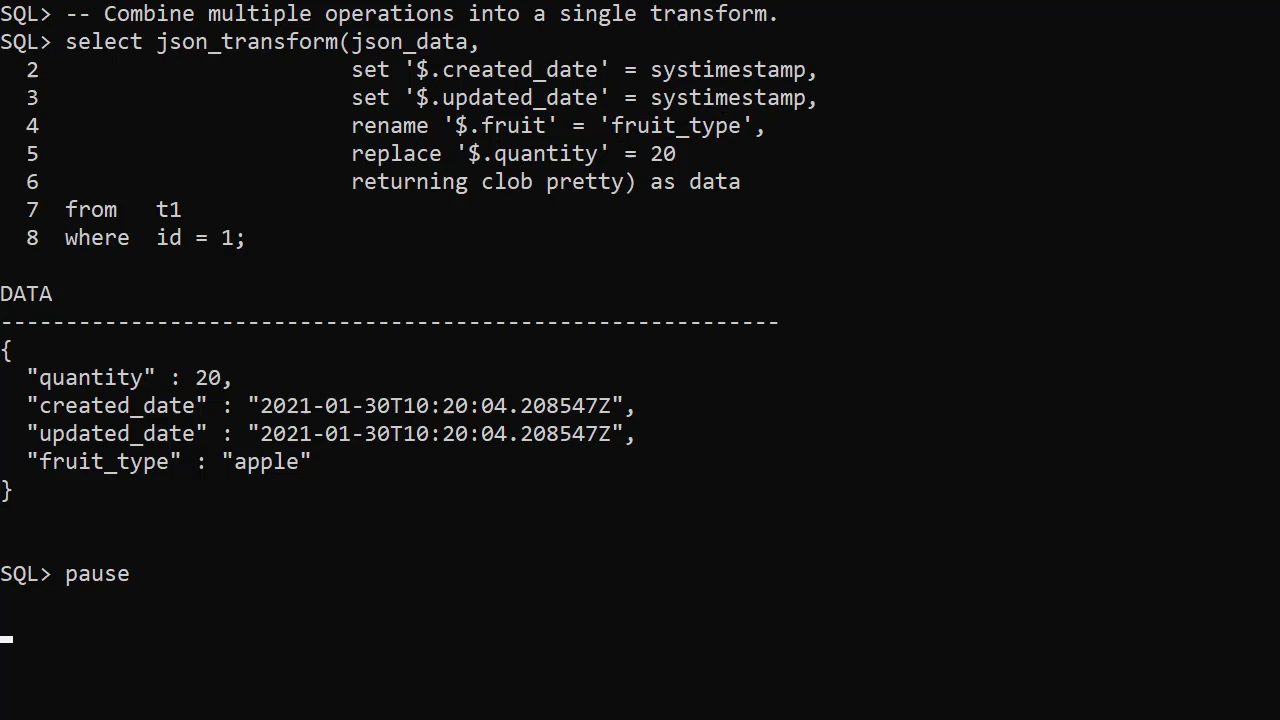 SQL> -- Combine multiple operations into a single transform.
SQL> select json_transform(json_data,
  2                        set '$.created_date' = systimestamp,
  3                        set '$.updated_date' = systimestamp,
  4                        rename '$.fruit' = 'fruit_type',
  5                        replace '$.quantity' = 20
  6                        returning clob pretty) as data
  7  from   t1
  8  where  id = 1;
DATA
------------------------------------------------------------
{
  "quantity" : 20,
  "created_date" : "2021-01-30T10:20:04.208547Z",
  "updated_date" : "2021-01-30T10:20:04.208547Z",
  "fruit_type" : "apple"
}
SQL> pause